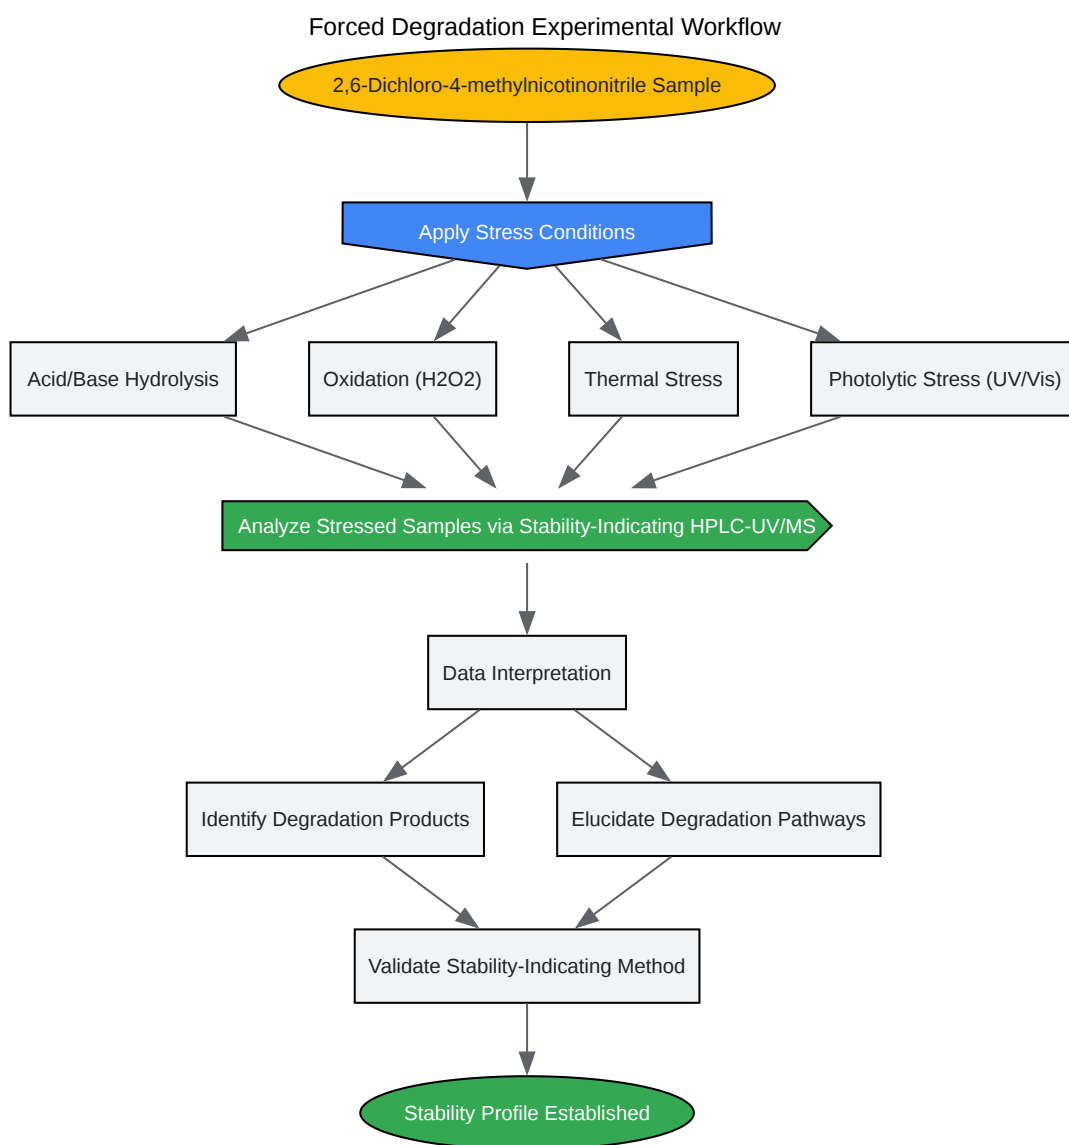 Forced Degradation Experimental Workflow
2,6-Dichloro-4-methylnicotinonitrile Sample
Apply Stress Conditions
Acid/Base Hydrolysis
Oxidation (H2O2)
Thermal Stress
Photolytic Stress (UV/Vis)
Analyze Stressed Samples via Stability-Indicating HPLC-UV/MS
Data Interpretation
Identify Degradation Products
Elucidate Degradation Pathways
Validate Stability-Indicating Method
Stability Profile Established